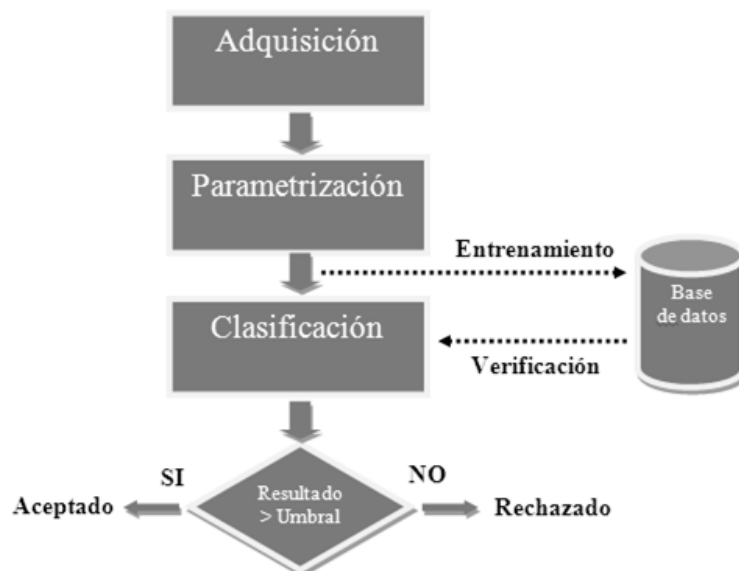 Adquisición
Parametrización
Entrenamiento
Base
de datos
Clasificación
Verificación
SI
NO
Resultado
> Umbral
Aceptado
Rechazado